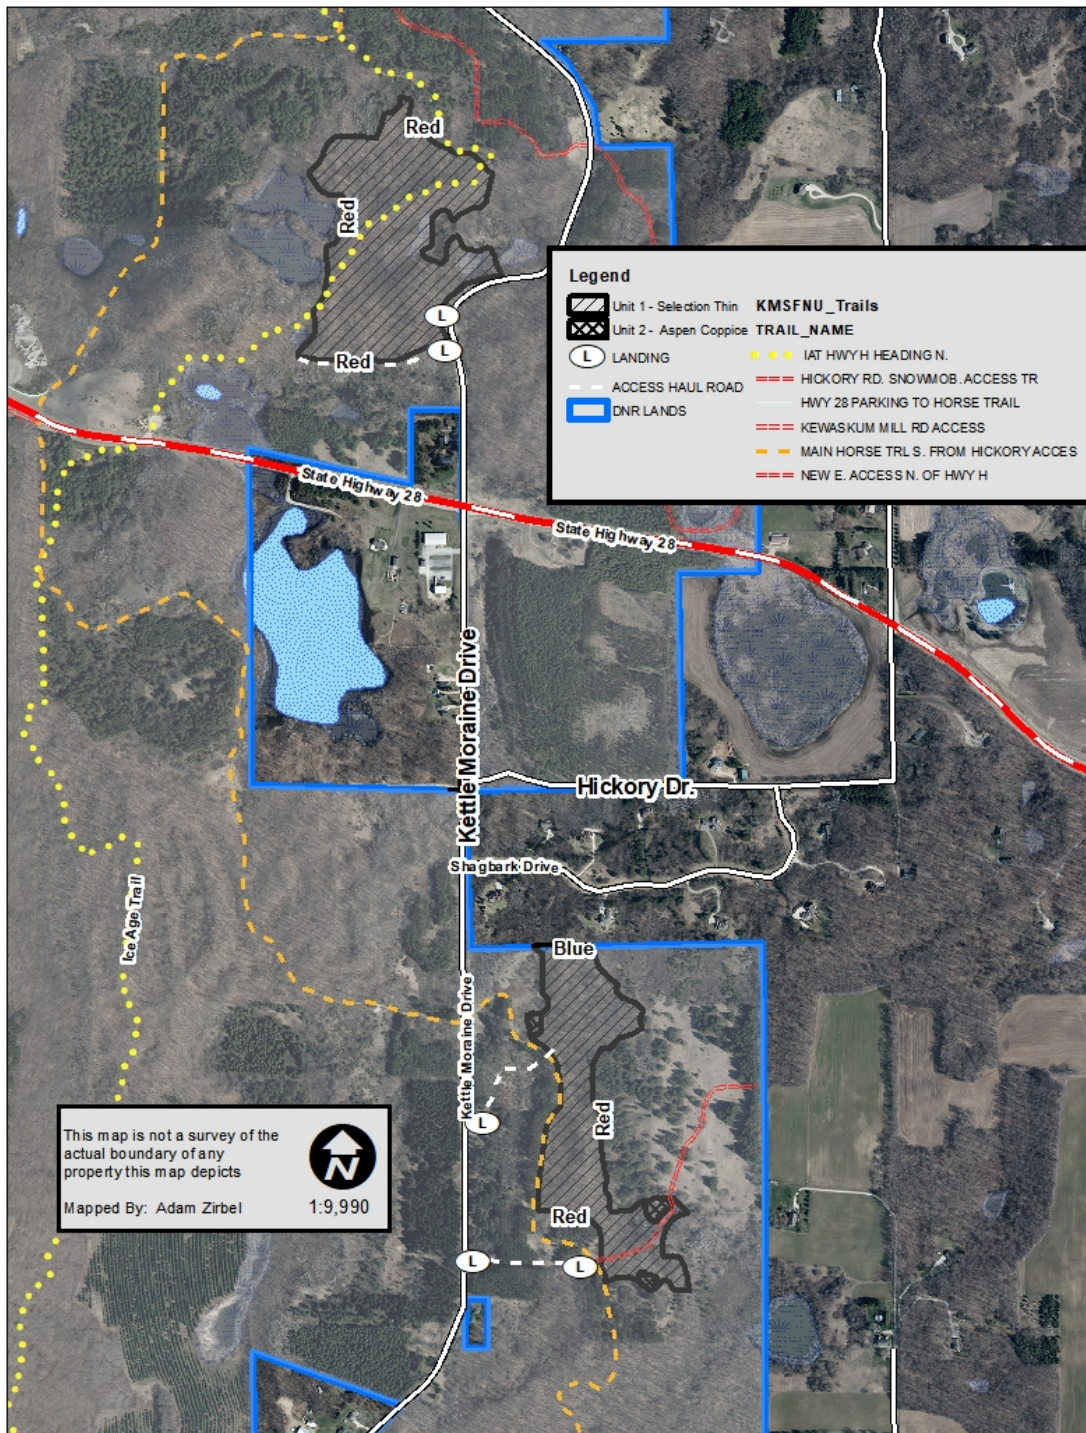 Red
Red
Legend
Unit 1 - Selection Thin
Unit 2 - Aspen Coppice
L LANDING
ACCESS HAUL ROAD
DNR LANDS
KMSFNU_Trails
TRAIL_NAME
IAT HWY H HEADING N.
HICKORY RD. SNOWMOB. ACCESS TR
HWY 28 PARKING TO HORSE TRAIL
KEWASKUM MILL RD ACCESS
MAIN HORSE TRL S. FROM HICKORY ACCES
NEW E. ACCESS N. OF HWY H
L
L
Red
State Highway 28
State Highway 28
Kettle Moraine Drive
Hickory Dr.
Shagbark Drive
Ice Age Trail
Blue
Kettle Moraine Drive
L
Red
Red
L
L
This map is not a survey of the
actual boundary of any
property this map depicts
Mapped By: Adam Zirbel
N
1:9,990